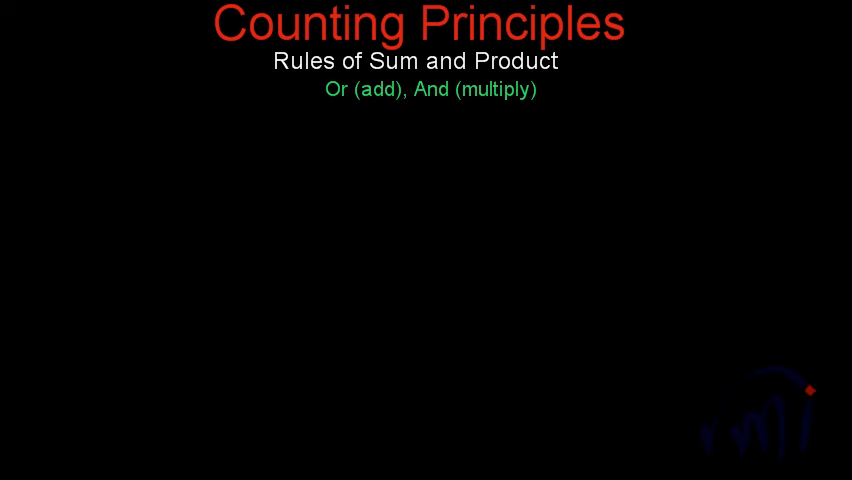 Counting Principles
Rules of Sum and Product
Or (add), And (multiply)